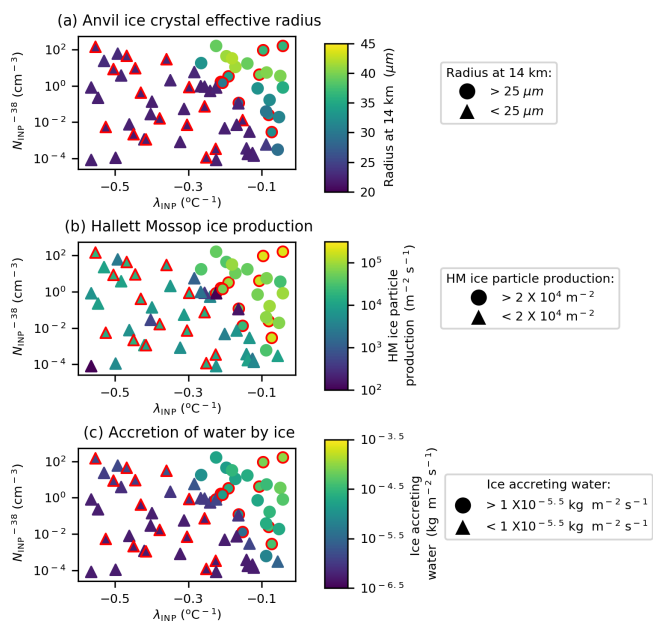 (a) Anvil ice crystal effective radius
10²
10⁰
10⁻²
10⁻⁴
N_INP⁻³⁸ (cm⁻³)
−0.5
−0.3
−0.1
λ_INP (°C⁻¹)
45
40
35
30
25
20
Radius at 14 km (μm)
Radius at 14 km:
> 25 μm
< 25 μm
(b) Hallett Mossop ice production
10²
10⁰
10⁻²
10⁻⁴
N_INP⁻³⁸ (cm⁻³)
−0.5
−0.3
−0.1
λ_INP (°C⁻¹)
10⁵
10⁴
10³
10²
HM ice particle
production (m⁻² s⁻¹)
HM ice particle production:
> 2 X 10⁴ m⁻²
< 2 X 10⁴ m⁻²
(c) Accretion of water by ice
10²
10⁰
10⁻²
10⁻⁴
N_INP⁻³⁸ (cm⁻³)
−0.5
−0.3
−0.1
λ_INP (°C⁻¹)
10⁻³·⁵
10⁻⁴·⁵
10⁻⁵·⁵
10⁻⁶·⁵
Ice accreting
water (kg m⁻² s⁻¹)
Ice accreting water:
> 1 X10⁻⁵·⁵ kg m⁻² s⁻¹
< 1 X10⁻⁵·⁵ kg m⁻² s⁻¹